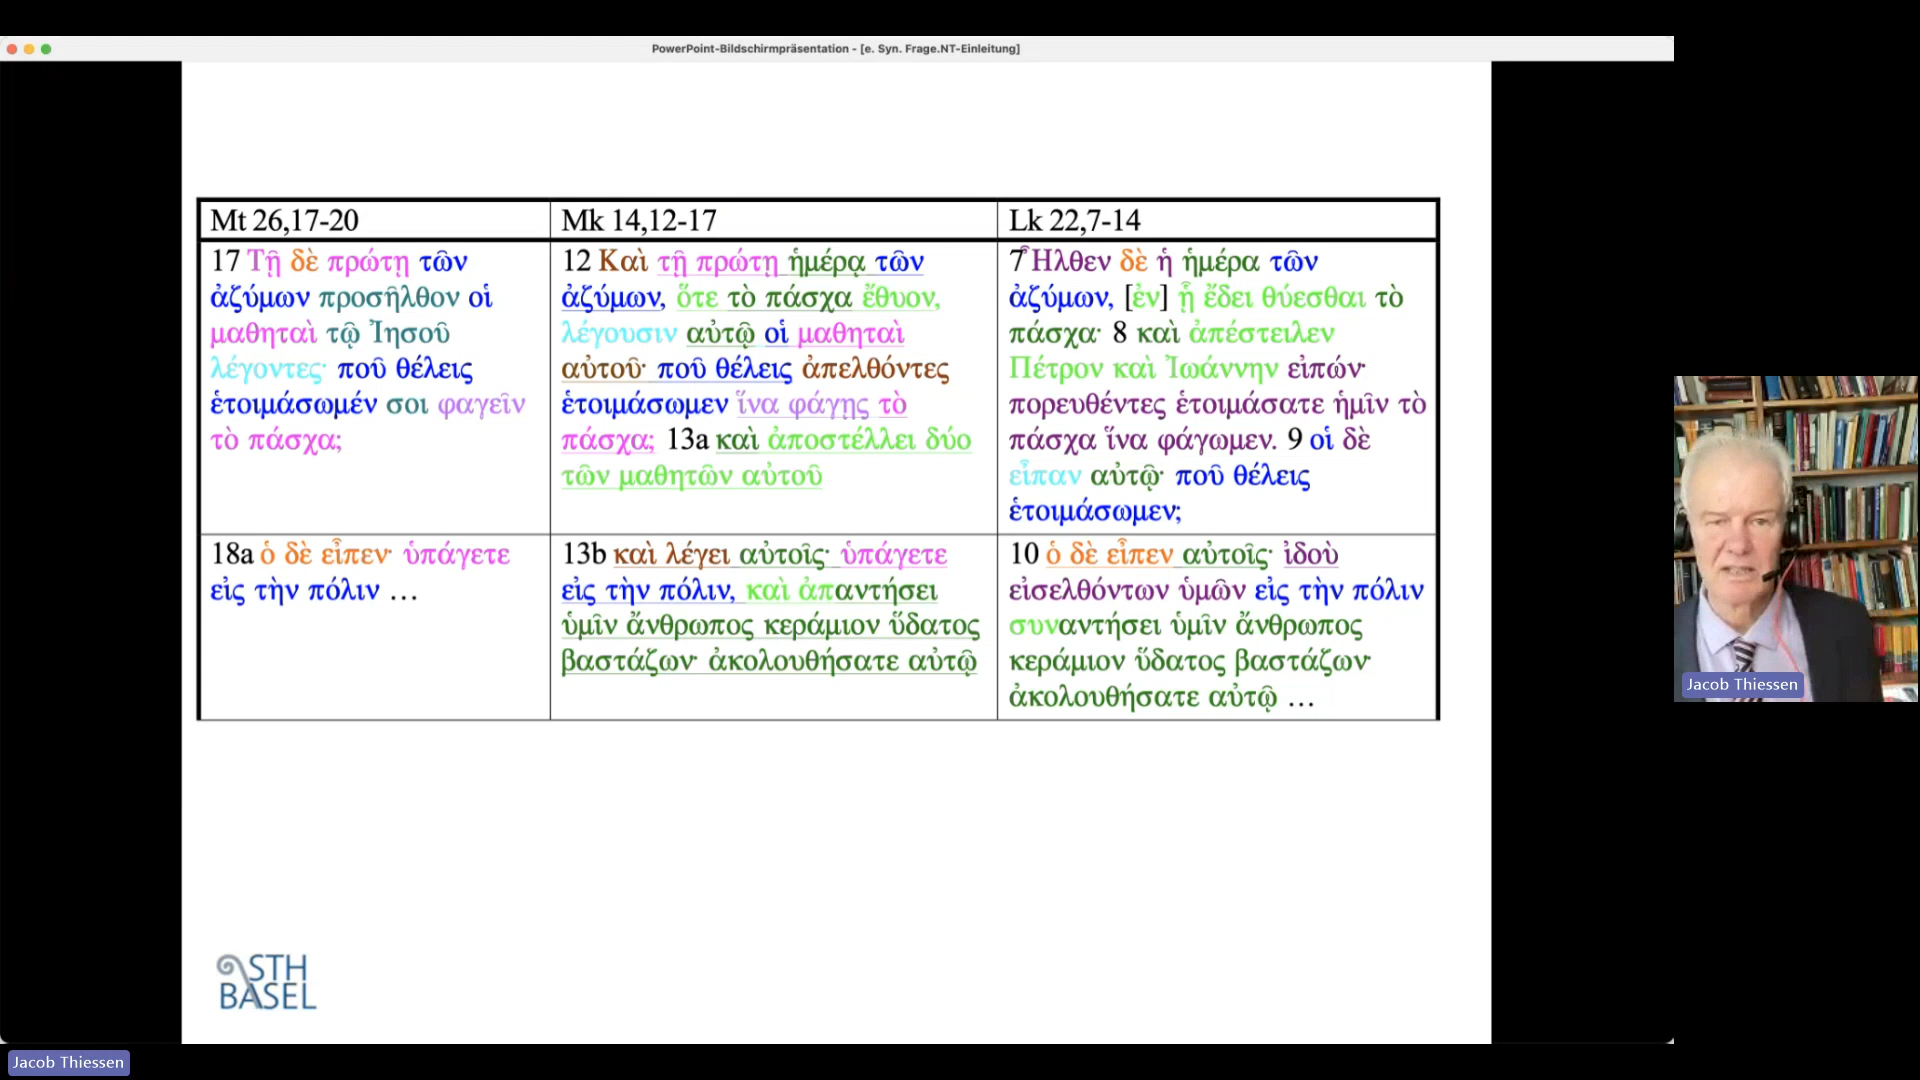 PowerPoint-Bildschirmpräsentation - [e. Syn. Frage.NT-Einleitung]
Mt 26,17-20
17 Τῇ δὲ πρώτῃ τῶν
ἀζύμων προσῆλθον οἱ
μαθηταὶ τῷ Ἰησοῦ
λέγοντες· ποῦ θέλεις
ἑτοιμάσωμέν σοι φαγεῖν
τὸ πάσχα;
Mk 14,12-17
12 Καὶ τῇ πρώτῃ ἡμέρᾳ τῶν
ἀζύμων, ὅτε τὸ πάσχα ἔθυον,
λέγουσιν αὐτῷ οἱ μαθηταὶ
αὐτοῦ· ποῦ θέλεις ἀπελθόντες
ἑτοιμάσωμεν ἵνα φάγῃς τὸ
πάσχα; 13a καὶ ἀποστέλλει δύο
τῶν μαθητῶν αὐτοῦ
Lk 22,7-14
7 Ἦλθεν δὲ ἡ ἡμέρα τῶν
ἀζύμων, [ἐν] ᾗ ἔδει θύεσθαι τὸ
πάσχα· 8 καὶ ἀπέστειλεν
Πέτρον καὶ Ἰωάννην εἰπών·
πορευθέντες ἑτοιμάσατε ἡμῖν τὸ
πάσχα ἵνα φάγωμεν. 9 οἱ δὲ
εἶπαν αὐτῷ· ποῦ θέλεις
ἑτοιμάσωμεν;
18a ὁ δὲ εἶπεν· ὑπάγετε
εἰς τὴν πόλιν …
13b καὶ λέγει αὐτοῖς· ὑπάγετε
εἰς τὴν πόλιν, καὶ ἀπαντήσει
ὑμῖν ἄνθρωπος κεράμιον ὕδατος
βαστάζων· ἀκολουθήσατε αὐτῷ
10 ὁ δὲ εἶπεν αὐτοῖς· ἰδοὺ
εἰσελθόντων ὑμῶν εἰς τὴν πόλιν
συναντήσει ὑμῖν ἄνθρωπος
κεράμιον ὕδατος βαστάζων·
ἀκολουθήσατε αὐτῷ …
STH
BASEL
Jacob Thiessen
Jacob Thiessen